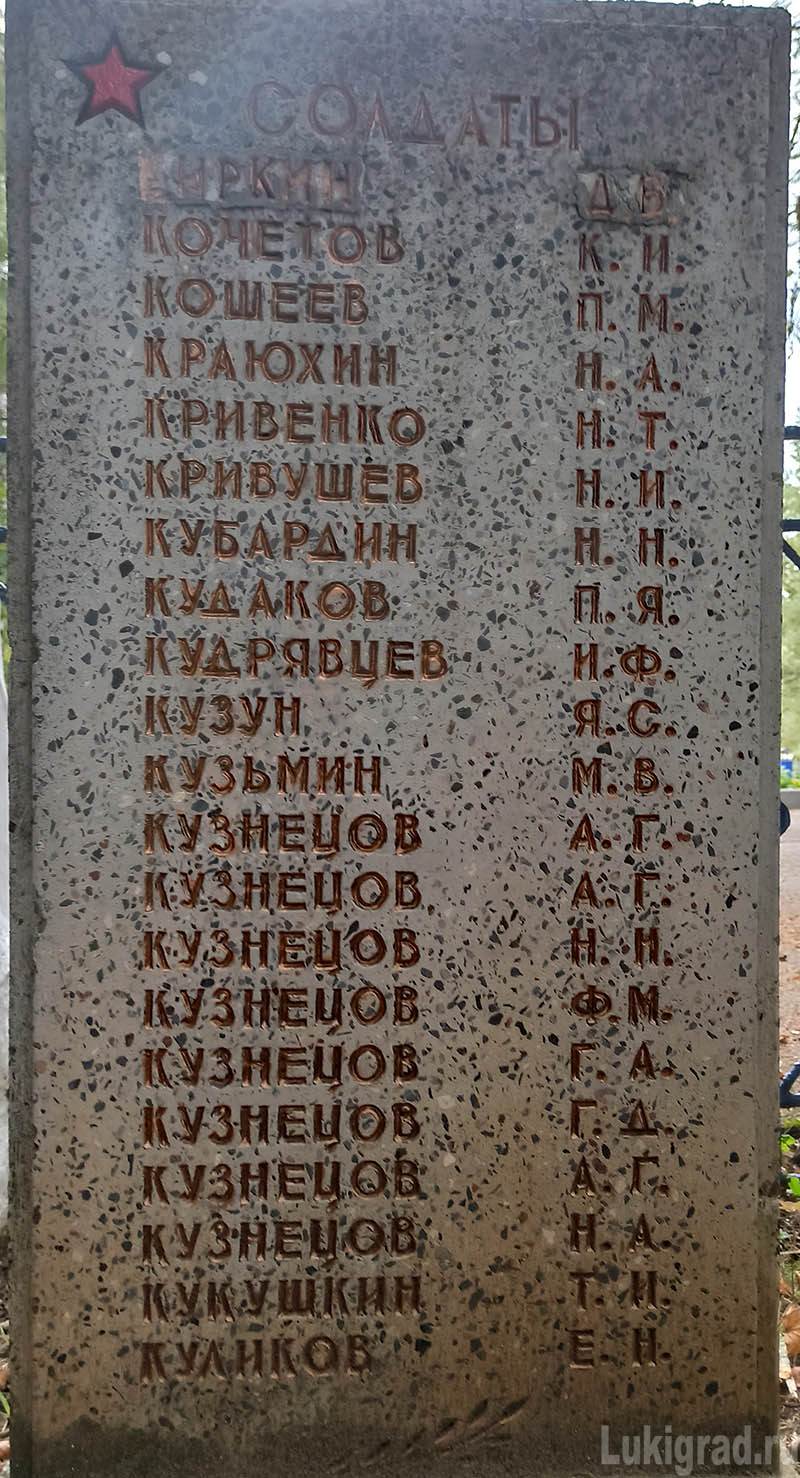 СОЛДАТЫ
Д В
КОЧЕТОВ К. И.
КОШЕЕВ П. М.
КРАЮХИН Н. А.
КРИВЕНКО Н. Т.
КРИВУШЕВ Н. И.
КУБАРДИН Н. Н.
КУДАКОВ П. Я.
КУДРЯВЦЕВ И. Ф.
КУЗУН Я. С.
КУЗЬМИН М. В.
КУЗНЕЦОВ А. Г.
КУЗНЕЦОВ А. Г.
КУЗНЕЦОВ Н. Н.
КУЗНЕЦОВ Ф. М.
КУЗНЕЦОВ Г. А.
КУЗНЕЦОВ Г. Д.
КУЗНЕЦОВ А. Г.
КУЗНЕЦОВ Н. А.
КУКУШКИН Т. И.
КУЛИКОВ Е. Н.
Lukigrad.ru